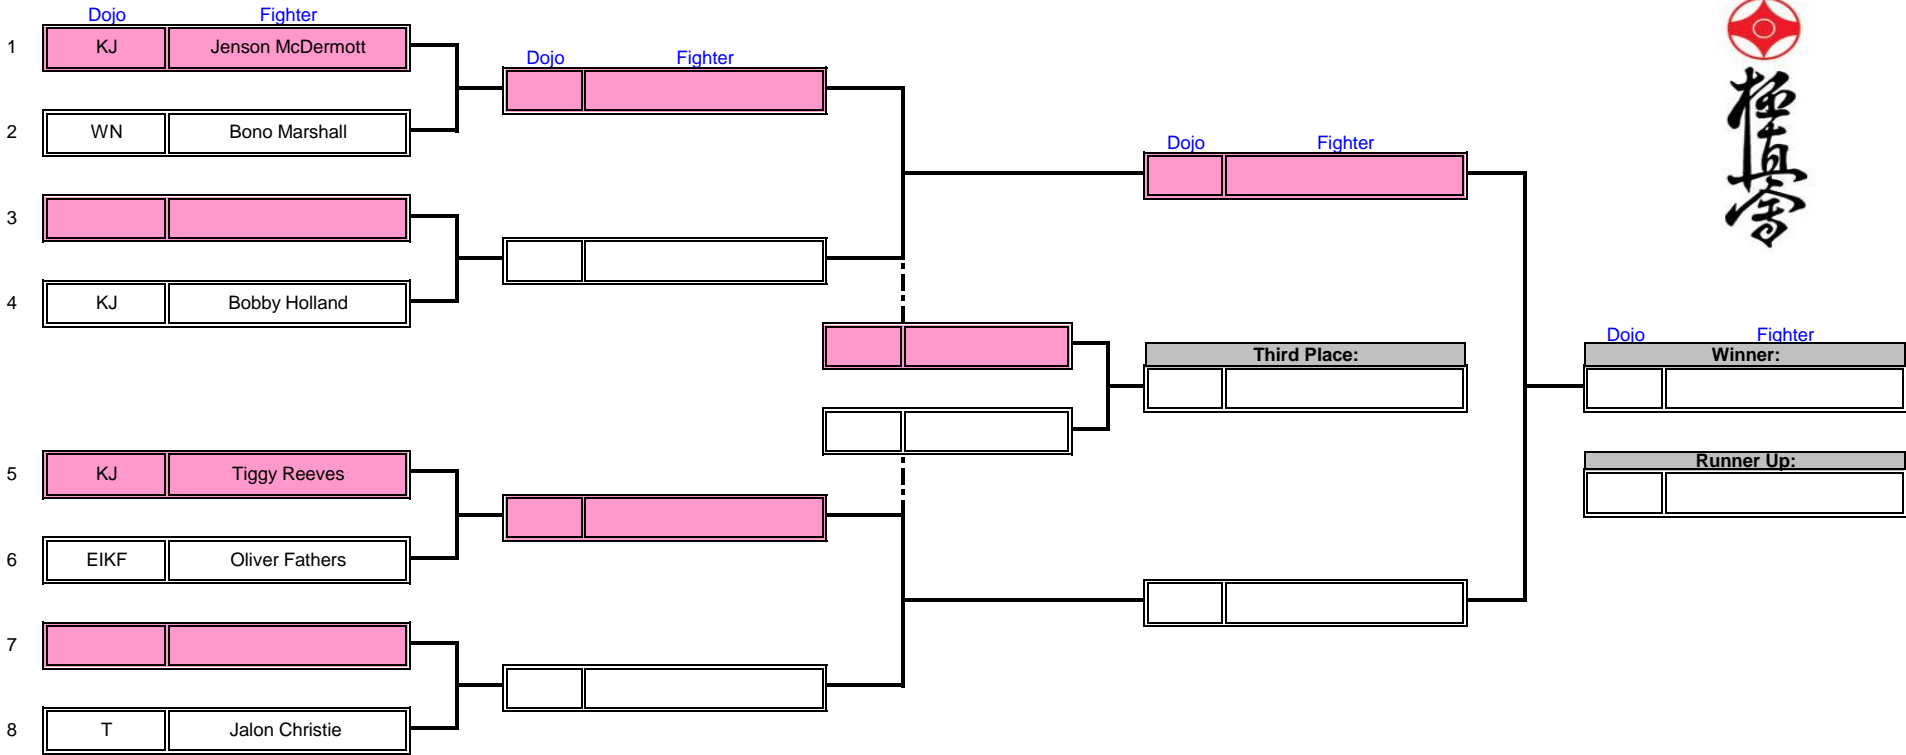 Dojo Fighter
1 KJ Jenson McDermott
Dojo Fighter
2 WN Bono Marshall
Dojo Fighter
3
4 KJ Bobby Holland
Dojo Fighter
Third Place:
Winner:
Runner Up:
5 KJ Tiggy Reeves
6 EIKF Oliver Fathers
7
8 T Jalon Christie
極真会